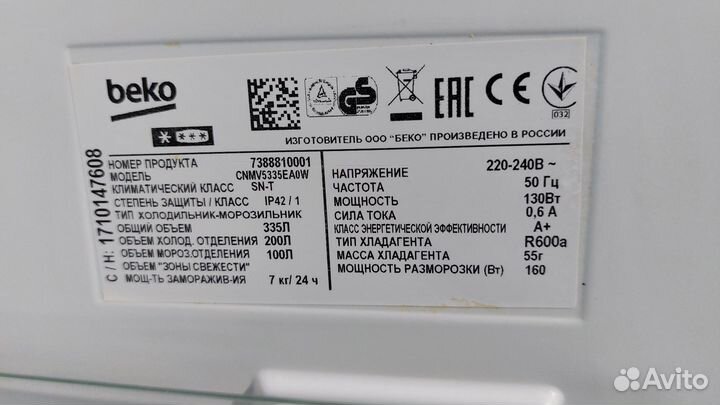 beko
ИЗГОТОВИТЕЛЬ ООО "БЕКО" ПРОИЗВЕДЕНО В РОССИИ
032
С / Н: 1710147608
НОМЕР ПРОДУКТА 7388810001
МОДЕЛЬ CNMV5335EA0W
КЛИМАТИЧЕСКИЙ КЛАСС SN-T
СТЕПЕНЬ ЗАЩИТЫ / КЛАСС IP42 / 1
ТИП ХОЛОДИЛЬНИК-МОРОЗИЛЬНИК
ОБЩИЙ ОБЪЕМ 335Л
ОБЪЕМ ХОЛОД. ОТДЕЛЕНИЯ 200Л
ОБЪЕМ МОРОЗ.ОТДЕЛЕНИЯ 100Л
ОБЪЕМ "ЗОНЫ СВЕЖЕСТИ"
МОЩ-ТЬ ЗАМОРАЖИВ-ИЯ 7 кг/ 24 ч
НАПРЯЖЕНИЕ 220-240В ~
ЧАСТОТА 50 Гц
МОЩНОСТЬ 130Вт
СИЛА ТОКА 0,6 А
КЛАСС ЭНЕРГЕТИЧЕСКОЙ ЭФФЕКТИВНОСТИ А+
ТИП ХЛАДАГЕНТА R600a
МАССА ХЛАДАГЕНТА 55г
МОЩНОСТЬ РАЗМОРОЗКИ (Вт) 160
GS
EAC
CE
Avito